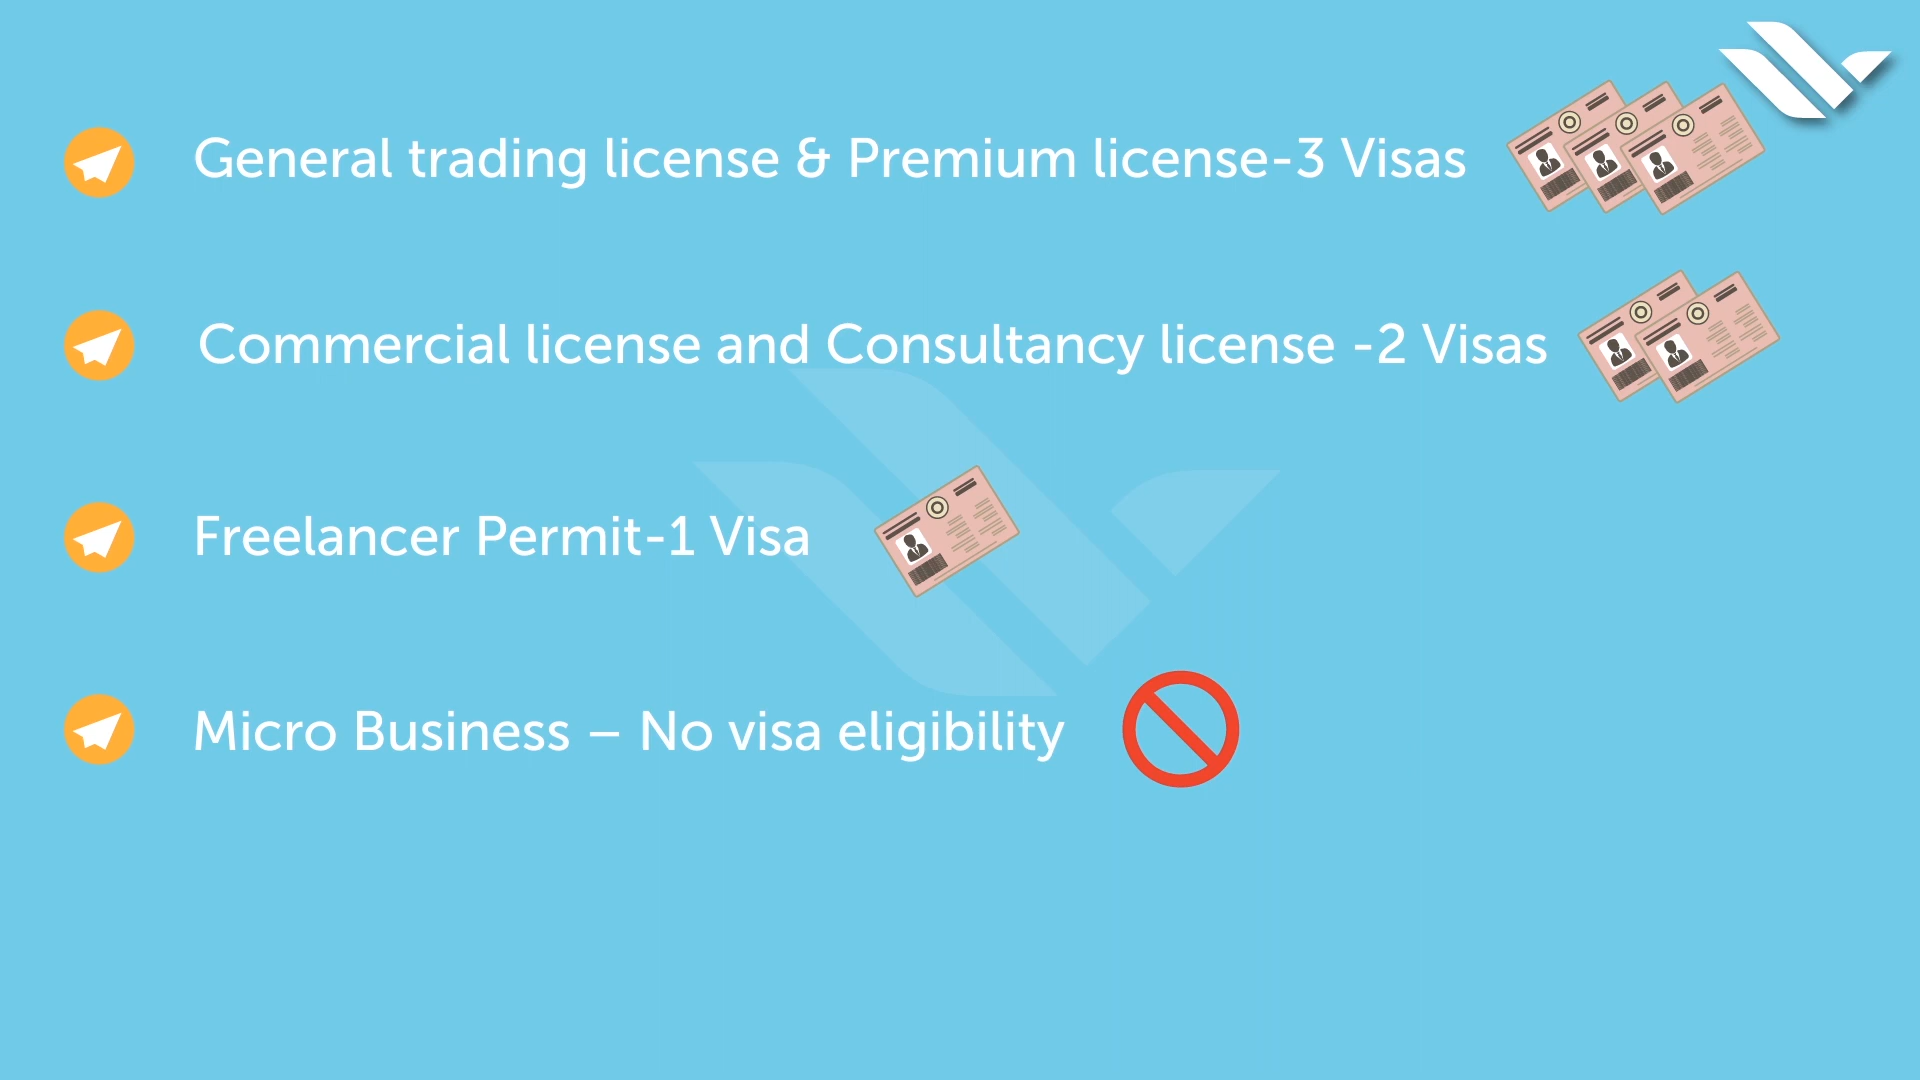 General trading license & Premium license-3 Visas
Commercial license and Consultancy license -2 Visas
Freelancer Permit-1 Visa
Micro Business – No visa eligibility